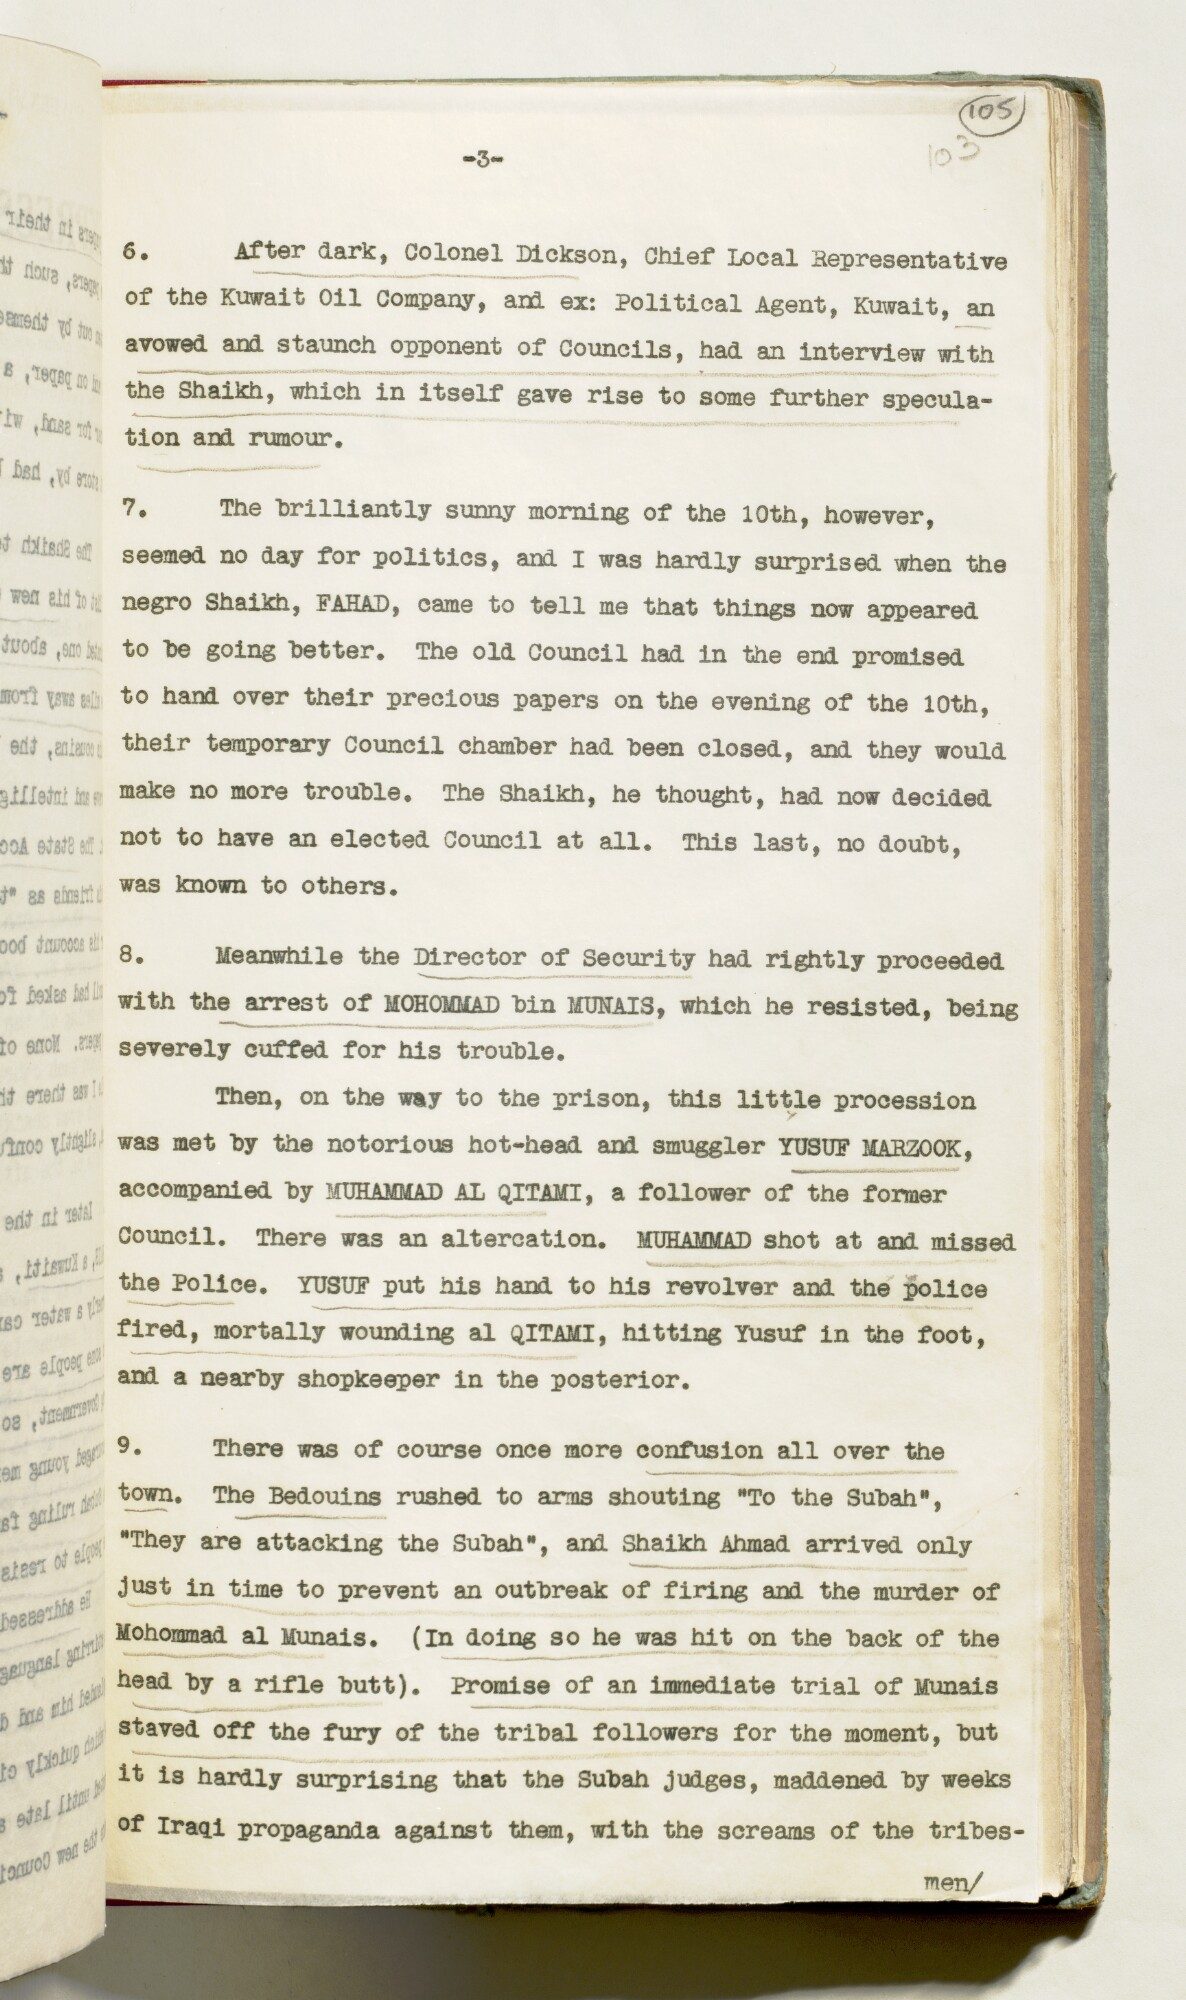 105
103
-3-
6. After dark, Colonel Dickson, Chief Local Representative
of the Kuwait Oil Company, and ex: Political Agent, Kuwait, an
avowed and staunch opponent of Councils, had an interview with
the Shaikh, which in itself gave rise to some further specula-
tion and rumour.
7. The brilliantly sunny morning of the 10th, however,
seemed no day for politics, and I was hardly surprised when the
negro Shaikh, FAHAD, came to tell me that things now appeared
to be going better. The old Council had in the end promised
to hand over their precious papers on the evening of the 10th,
their temporary Council chamber had been closed, and they would
make no more trouble. The Shaikh, he thought, had now decided
not to have an elected Council at all. This last, no doubt,
was known to others.
8. Meanwhile the Director of Security had rightly proceeded
with the arrest of MOHOMMAD bin MUNAIS, which he resisted, being
severely cuffed for his trouble.
Then, on the way to the prison, this little procession
was met by the notorious hot-head and smuggler YUSUF MARZOOK,
accompanied by MUHAMMAD AL QITAMI, a follower of the former
Council. There was an altercation. MUHAMMAD shot at and missed
the Police. YUSUF put his hand to his revolver and the police
fired, mortally wounding al QITAMI, hitting Yusuf in the foot,
and a nearby shopkeeper in the posterior.
9. There was of course once more confusion all over the
town. The Bedouins rushed to arms shouting "To the Subah",
"They are attacking the Subah", and Shaikh Ahmad arrived only
just in time to prevent an outbreak of firing and the murder of
Mohommad al Munais. (In doing so he was hit on the back of the
head by a rifle butt). Promise of an immediate trial of Munais
staved off the fury of the tribal followers for the moment, but
it is hardly surprising that the Subah judges, maddened by weeks
of Iraqi propaganda against them, with the screams of the tribes-
men/